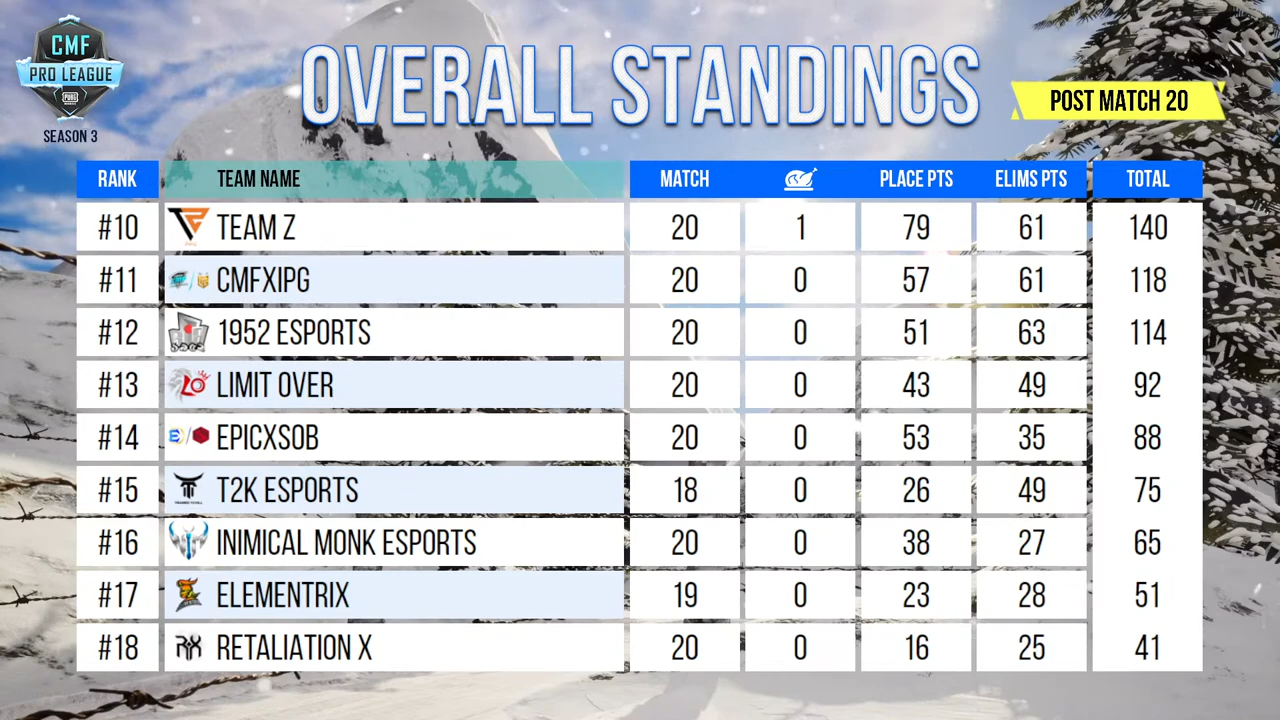 CMF
PRO LEAGUE
PUBG
SEASON 3
OVERALL STANDINGS
POST MATCH 20
RANK TEAM NAME MATCH PLACE PTS ELIMS PTS TOTAL
#10 TEAM Z 20 1 79 61 140
#11 CMFXIPG 20 0 57 61 118
#12 1952 ESPORTS 20 0 51 63 114
#13 LIMIT OVER 20 0 43 49 92
#14 EPICXSOB 20 0 53 35 88
#15 T2K ESPORTS 18 0 26 49 75
#16 INIMICAL MONK ESPORTS 20 0 38 27 65
#17 ELEMENTRIX 19 0 23 28 51
#18 RETALIATION X 20 0 16 25 41